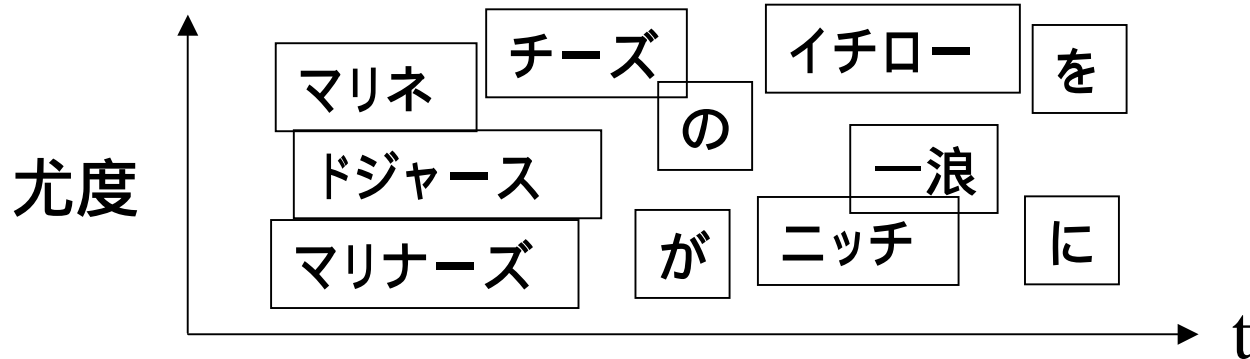 チーズ イチロー を
マリネ の
ドジャース 一浪
尤度 マリナーズ が ニッチ に
t